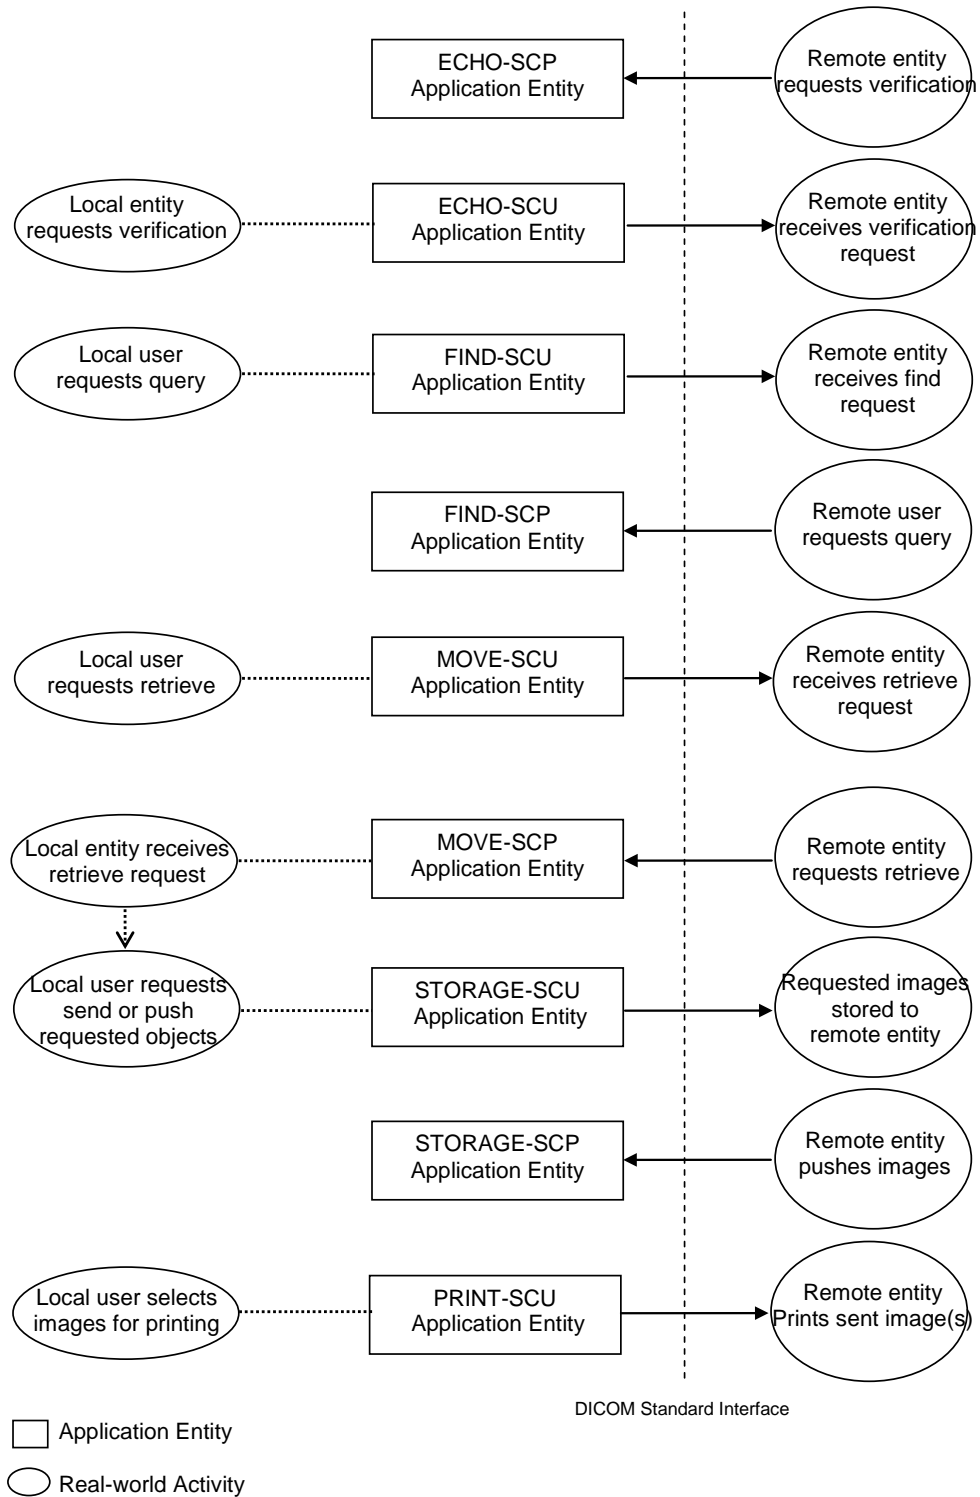 ECHO-SCP
Application Entity
Remote entity
requests verification
Local entity
requests verification
ECHO-SCU
Application Entity
Remote entity
receives verification
request
Local user
requests query
FIND-SCU
Application Entity
Remote entity
receives find
request
FIND-SCP
Application Entity
Remote user
requests query
Local user
requests retrieve
MOVE-SCU
Application Entity
Remote entity
receives retrieve
request
Local entity receives
retrieve request
MOVE-SCP
Application Entity
Remote entity
requests retrieve
Local user requests
send or push
requested objects
STORAGE-SCU
Application Entity
Requested images
stored to
remote entity
STORAGE-SCP
Application Entity
Remote entity
pushes images
Local user selects
images for printing
PRINT-SCU
Application Entity
Remote entity
Prints sent image(s)
DICOM Standard Interface
Application Entity
Real-world Activity